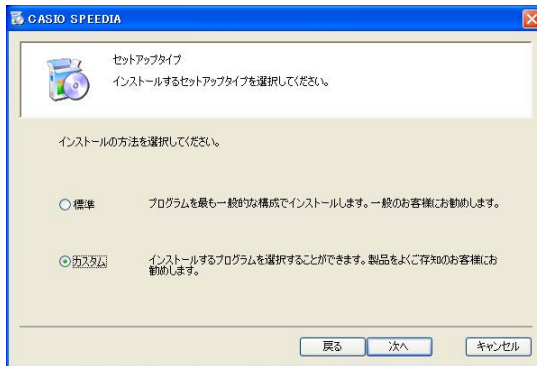 CASIO SPEEDIA
セットアップタイプ
インストールするセットアップタイプを選択してください。
インストールの方法を選択してください。
標準
プログラムを最も一般的な構成でインストールします。一般のお客様にお勧めします。
カスタム
インストールするプログラムを選択することができます。製品をよくご存知のお客様にお
勧めします。
戻る
次へ
キャンセル